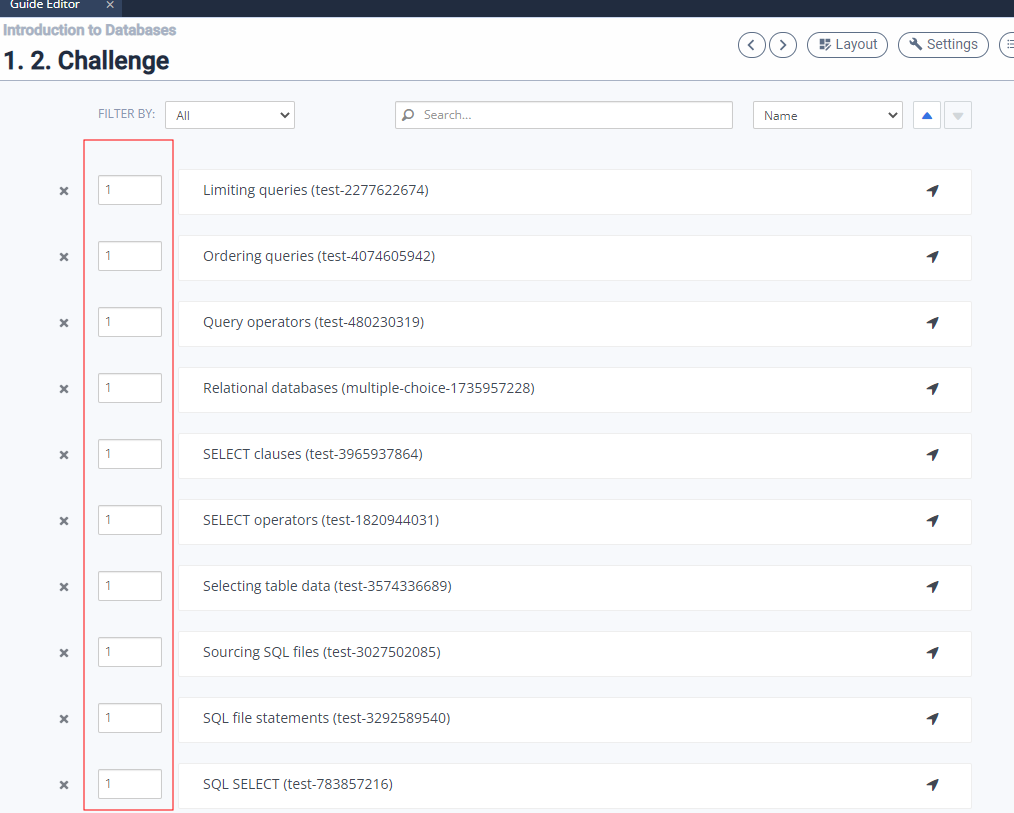 Guide Editor ×
Introduction to Databases
1. 2. Challenge
Layout
Settings
FILTER BY: All Search... Name
1 Limiting queries (test-2277622674)
1 Ordering queries (test-4074605942)
1 Query operators (test-480230319)
1 Relational databases (multiple-choice-1735957228)
1 SELECT clauses (test-3965937864)
1 SELECT operators (test-1820944031)
1 Selecting table data (test-3574336689)
1 Sourcing SQL files (test-3027502085)
1 SQL file statements (test-3292589540)
1 SQL SELECT (test-783857216)